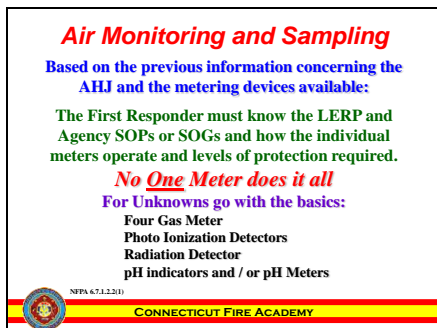 Air Monitoring and Sampling
Based on the previous information concerning the
AHJ and the metering devices available:
The First Responder must know the LERP and
Agency SOPs or SOGs and how the individual
meters operate and levels of protection required.
No One Meter does it all
For Unknowns go with the basics:
Four Gas Meter
Photo Ionization Detectors
Radiation Detector
pH indicators and / or pH Meters
NFPA 6.7.1.2.2(1)
CONNECTICUT FIRE ACADEMY